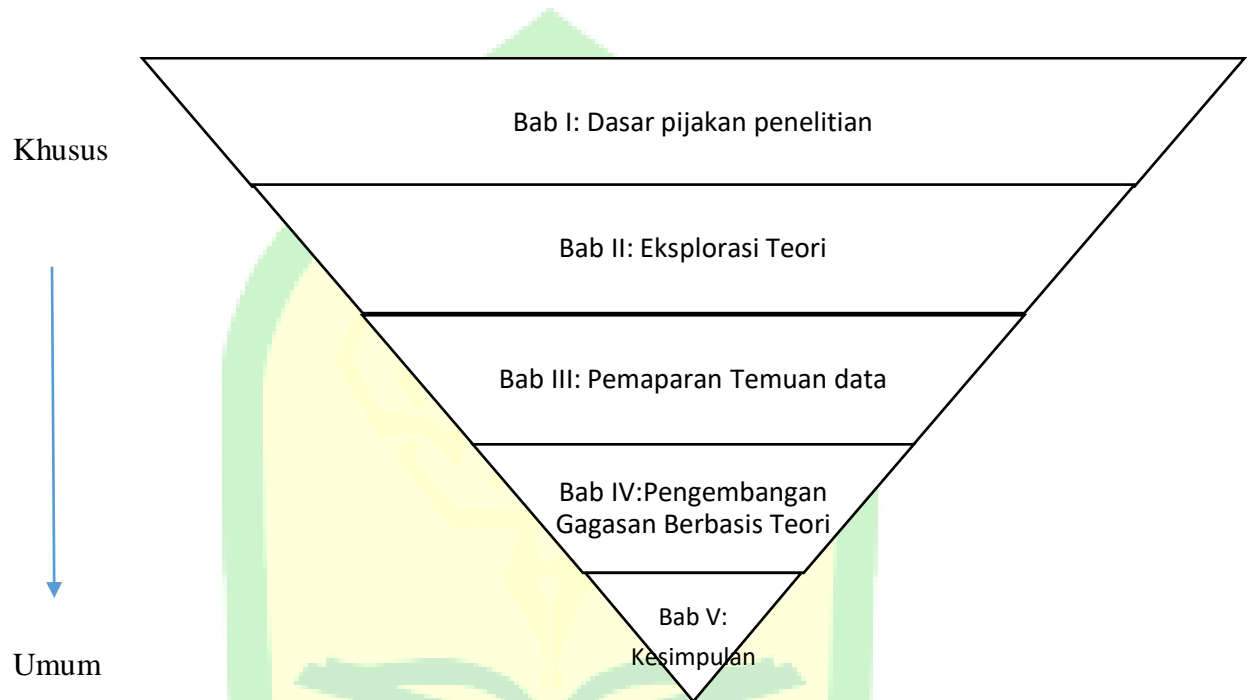 Khusus
Bab I: Dasar pijakan penelitian
Bab II: Eksplorasi Teori
Bab III: Pemaparan Temuan data
Bab IV:Pengembangan
Gagasan Berbasis Teori
Bab V:
Kesimpulan
Umum